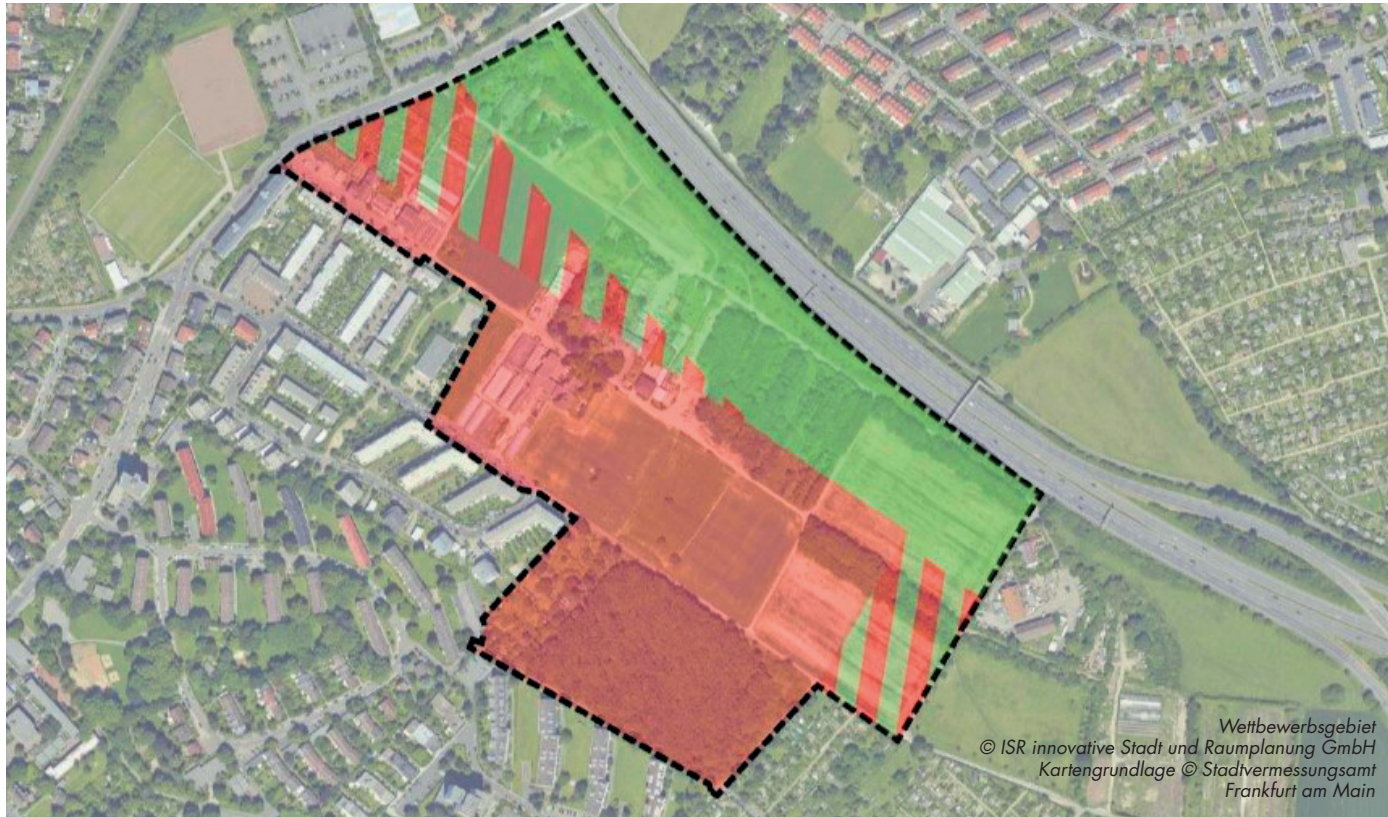 Wettbewerbsgebiet
© ISR innovative Stadt und Raumplanung GmbH
Kartengrundlage © Stadtvermessungsamt
Frankfurt am Main